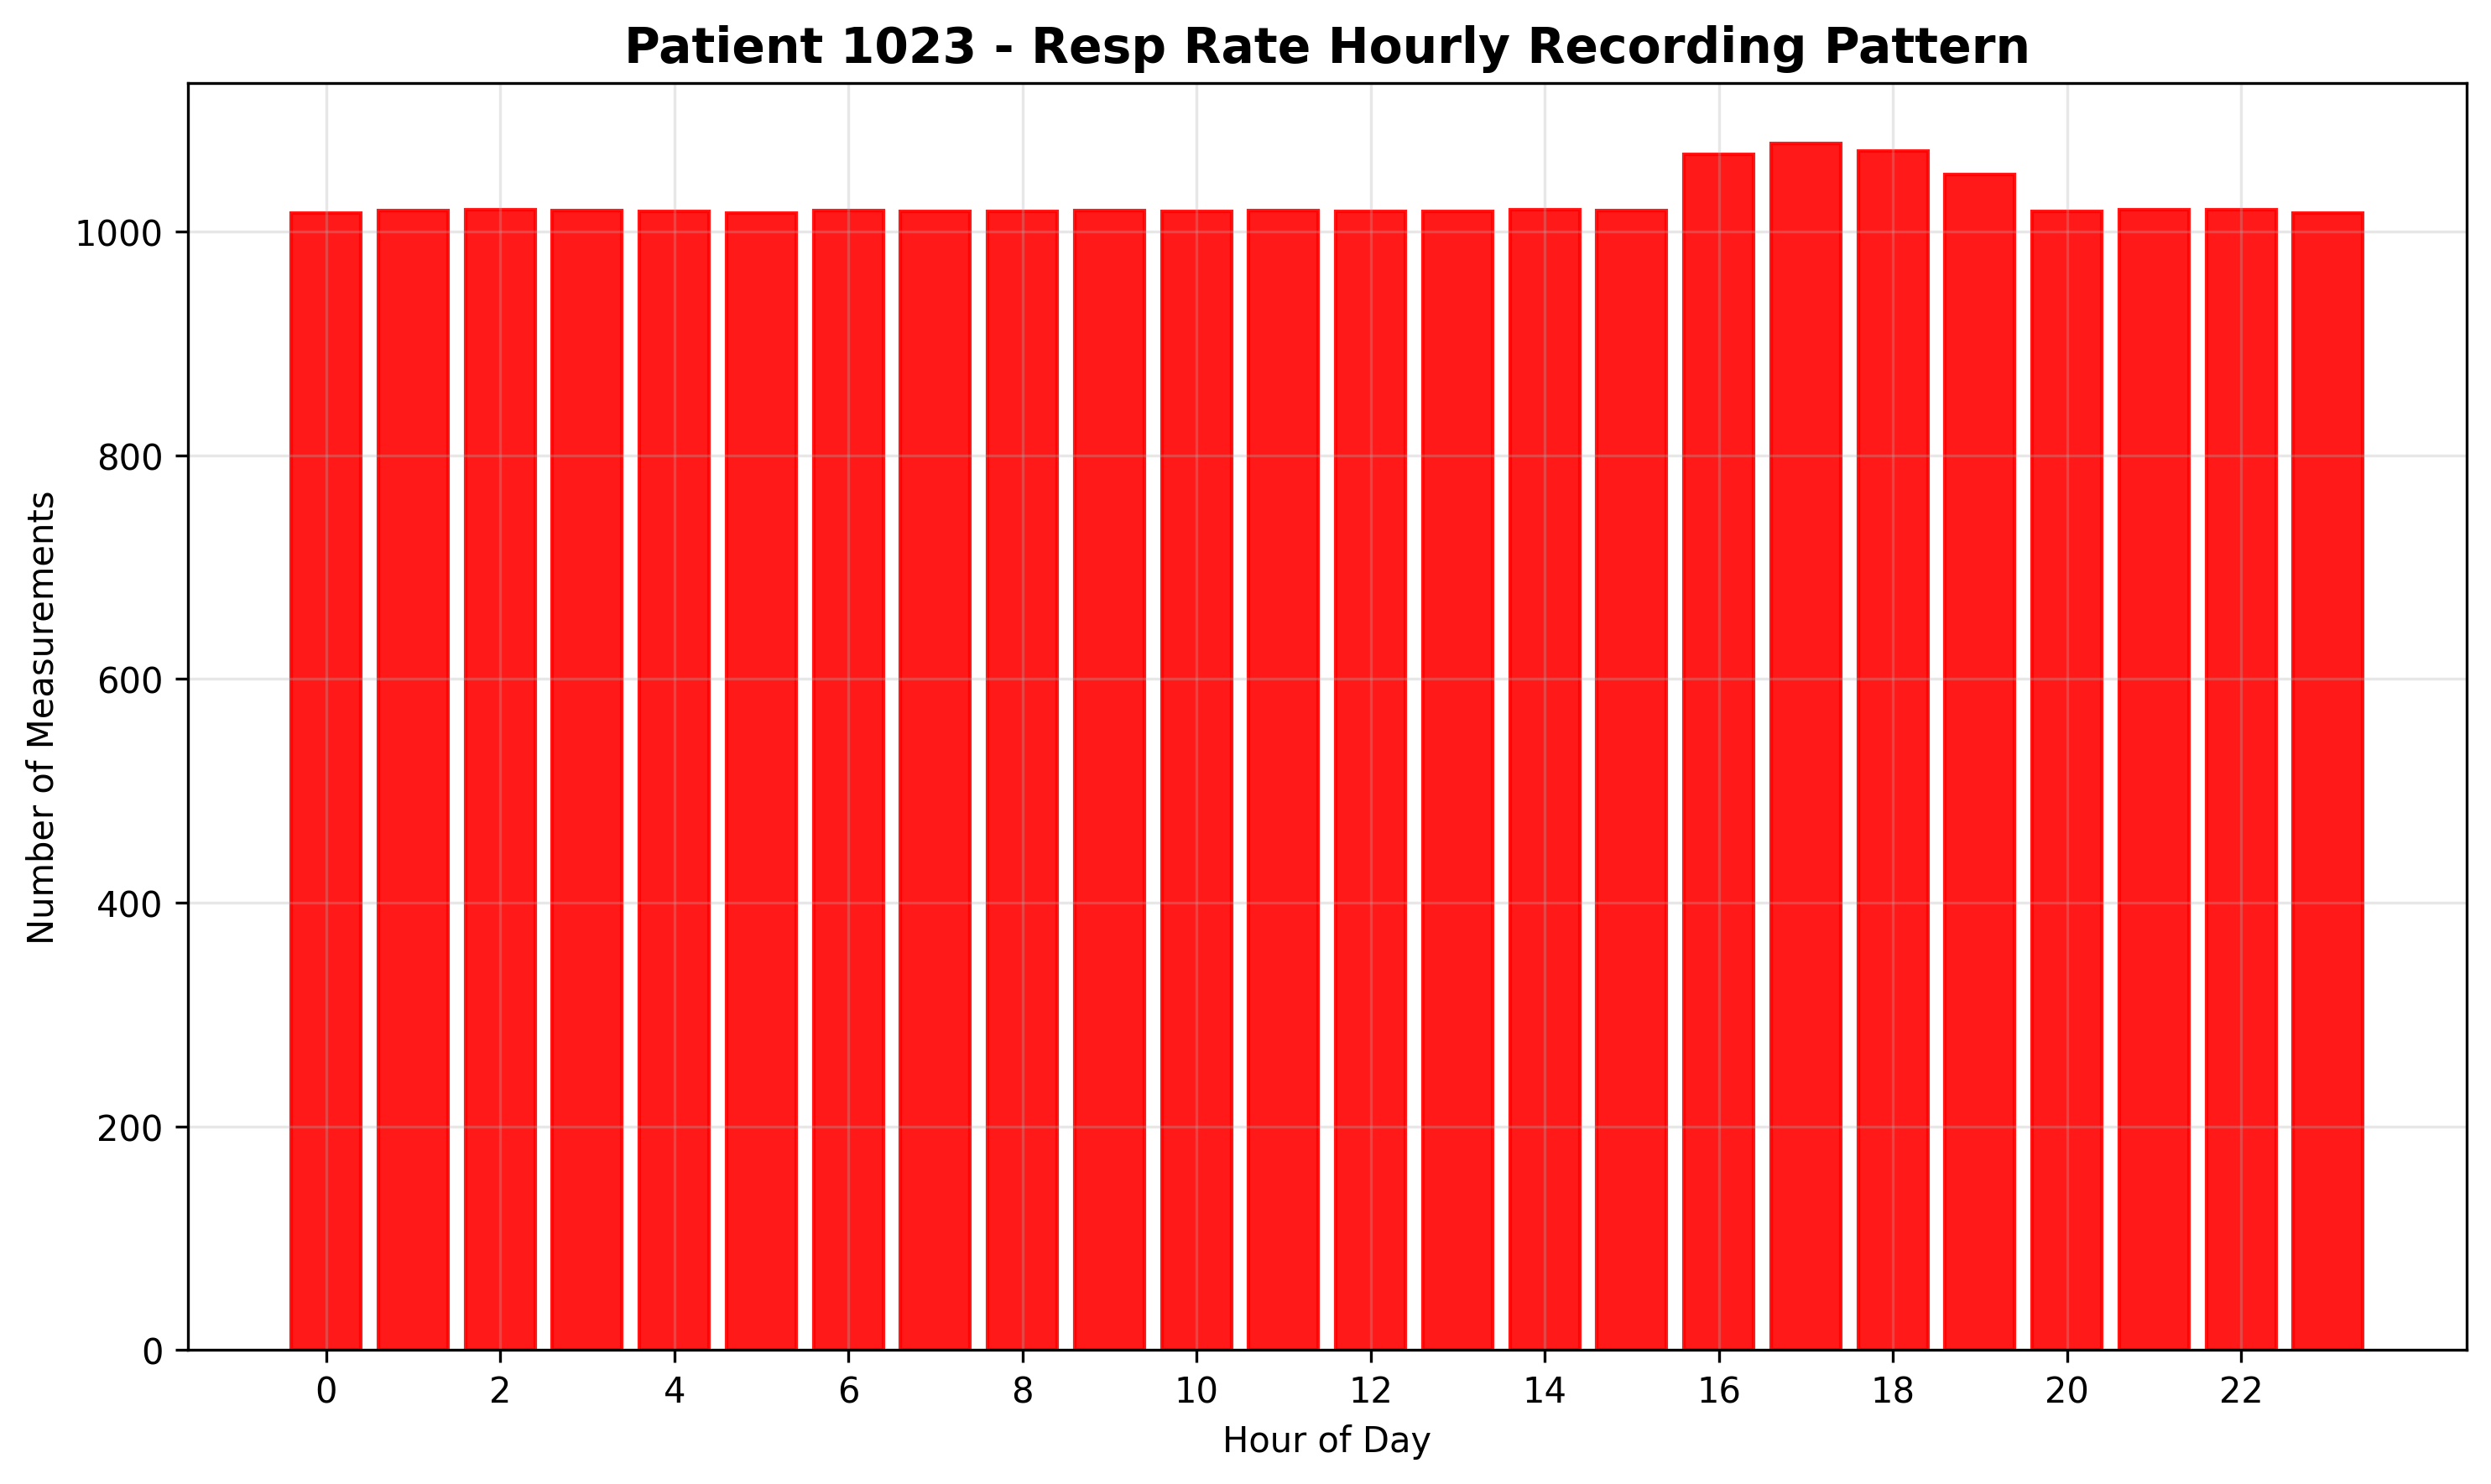 Patient 1023 - Resp Rate Hourly Recording Pattern
Number of Measurements
1000
800
600
400
200
0
0 2 4 6 8 10 12 14 16 18 20 22
Hour of Day